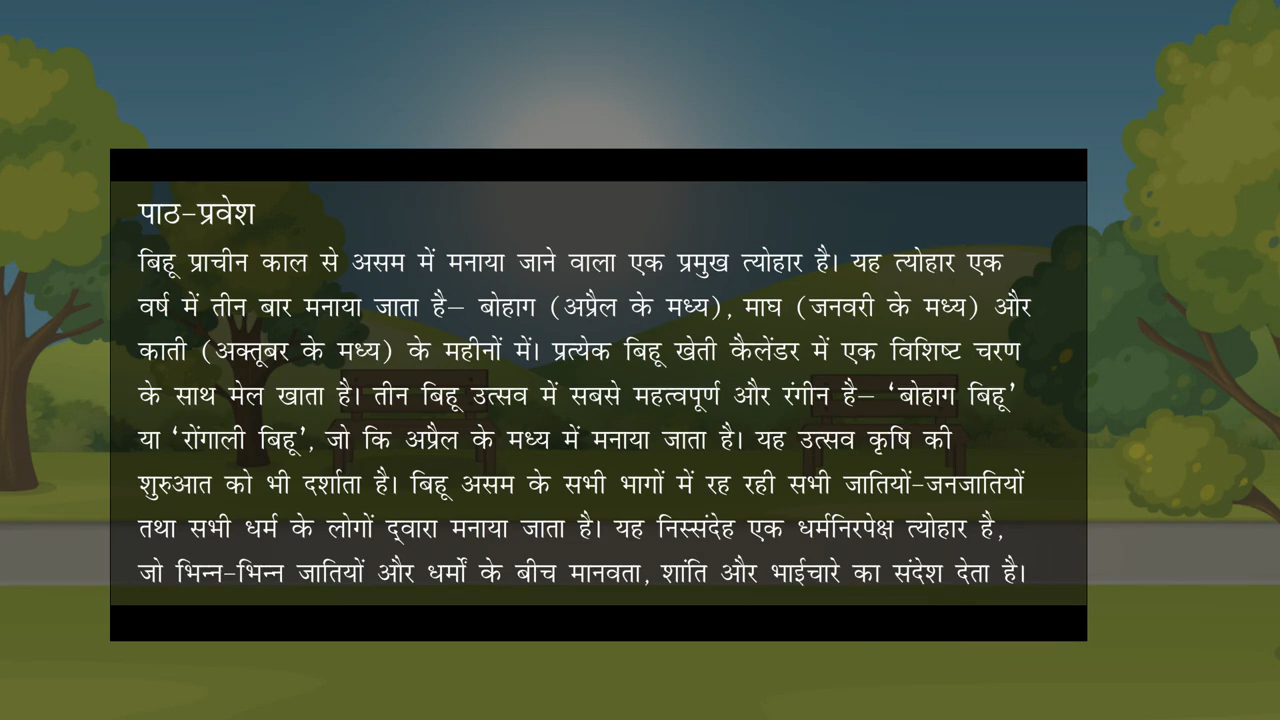 पाठ-प्रवेश
बिहू प्राचीन काल से असम में मनाया जाने वाला एक प्रमुख त्योहार है। यह त्योहार एक
वर्ष में तीन बार मनाया जाता है– बोहाग (अप्रैल के मध्य), माघ (जनवरी के मध्य) और
काती (अक्तूबर के मध्य) के महीनों में। प्रत्येक बिहू खेती कैलेंडर में एक विशिष्ट चरण
के साथ मेल खाता है। तीन बिहू उत्सव में सबसे महत्वपूर्ण और रंगीन है– ‘बोहाग बिहू’
या ‘रोंगाली बिहू’, जो कि अप्रैल के मध्य में मनाया जाता है। यह उत्सव कृषि की
शुरुआत को भी दर्शाता है। बिहू असम के सभी भागों में रह रही सभी जातियों-जनजातियों
तथा सभी धर्म के लोगों द्‌वारा मनाया जाता है। यह निस्संदेह एक धर्मनिरपेक्ष त्योहार है,
जो भिन्न-भिन्न जातियों और धर्मों के बीच मानवता, शांति और भाईचारे का संदेश देता है।